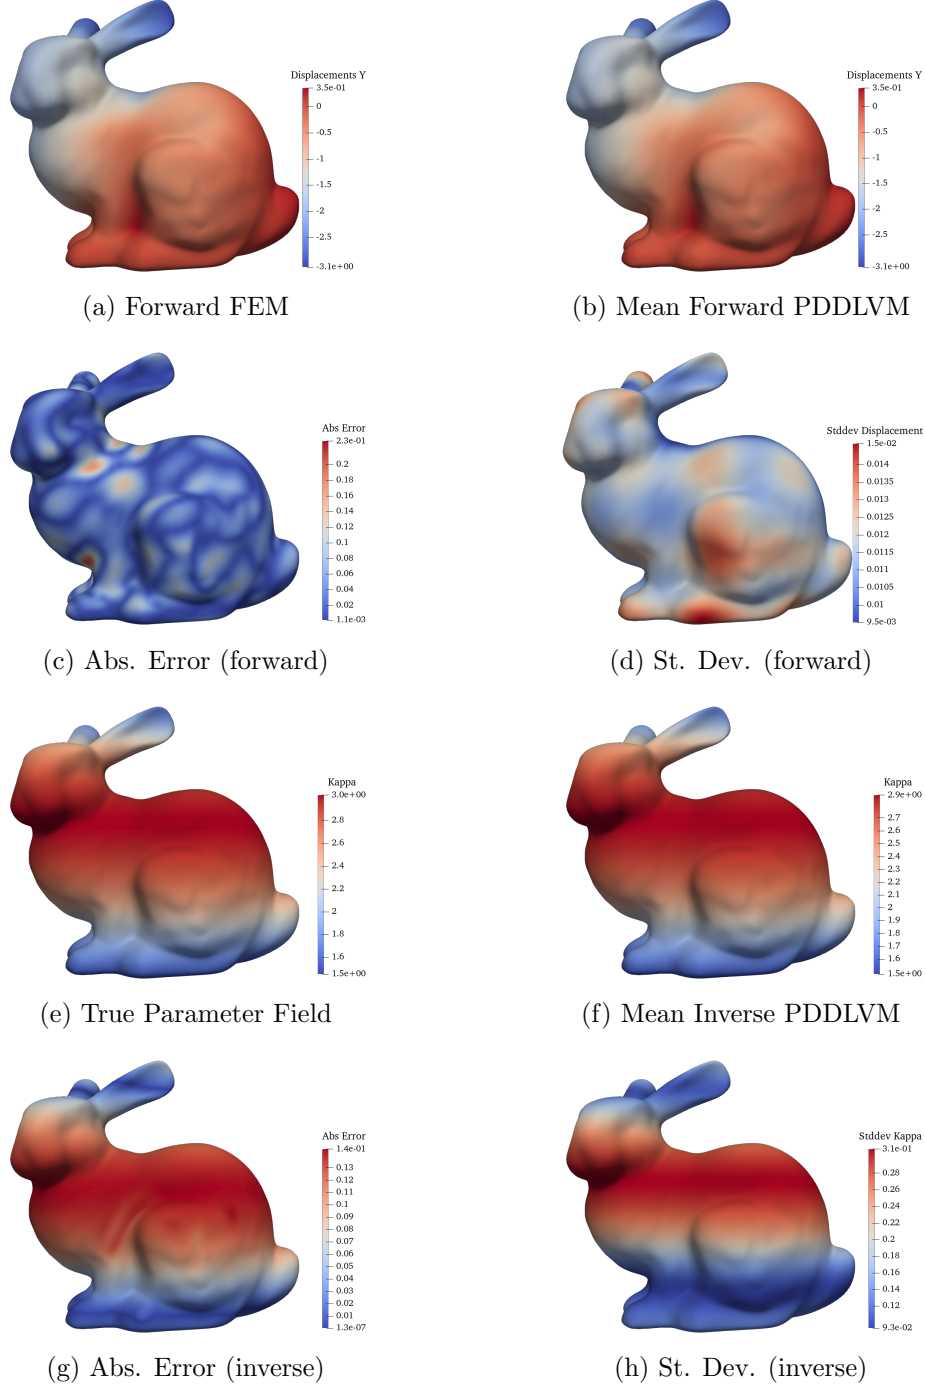 Displacements Y
3.5e-01
0
-0.5
-1
-1.5
-2
-2.5
-3.1e+00
(a) Forward FEM
Displacements Y
3.5e-01
0
-0.5
-1
-1.5
-2
-2.5
-3.1e+00
(b) Mean Forward PDDLVM
Abs Error
2.3e-01
0.2
0.18
0.16
0.14
0.12
0.1
0.08
0.06
0.04
0.02
1.1e-03
(c) Abs. Error (forward)
Stddev Displacement
1.5e-02
0.014
0.0135
0.013
0.0125
0.012
0.0115
0.011
0.0105
0.01
9.5e-03
(d) St. Dev. (forward)
Kappa
3.0e+00
2.8
2.6
2.4
2.2
2
1.8
1.6
1.5e+00
(e) True Parameter Field
Kappa
2.9e+00
2.7
2.6
2.5
2.4
2.3
2.2
2.1
2
1.9
1.8
1.7
1.6
1.5e+00
(f) Mean Inverse PDDLVM
Abs Error
1.4e-01
0.13
0.12
0.11
0.1
0.09
0.08
0.07
0.06
0.05
0.04
0.03
0.02
0.01
1.3e-07
(g) Abs. Error (inverse)
Stddev Kappa
3.1e-01
0.28
0.26
0.24
0.22
0.2
0.18
0.16
0.14
0.12
9.3e-02
(h) St. Dev. (inverse)